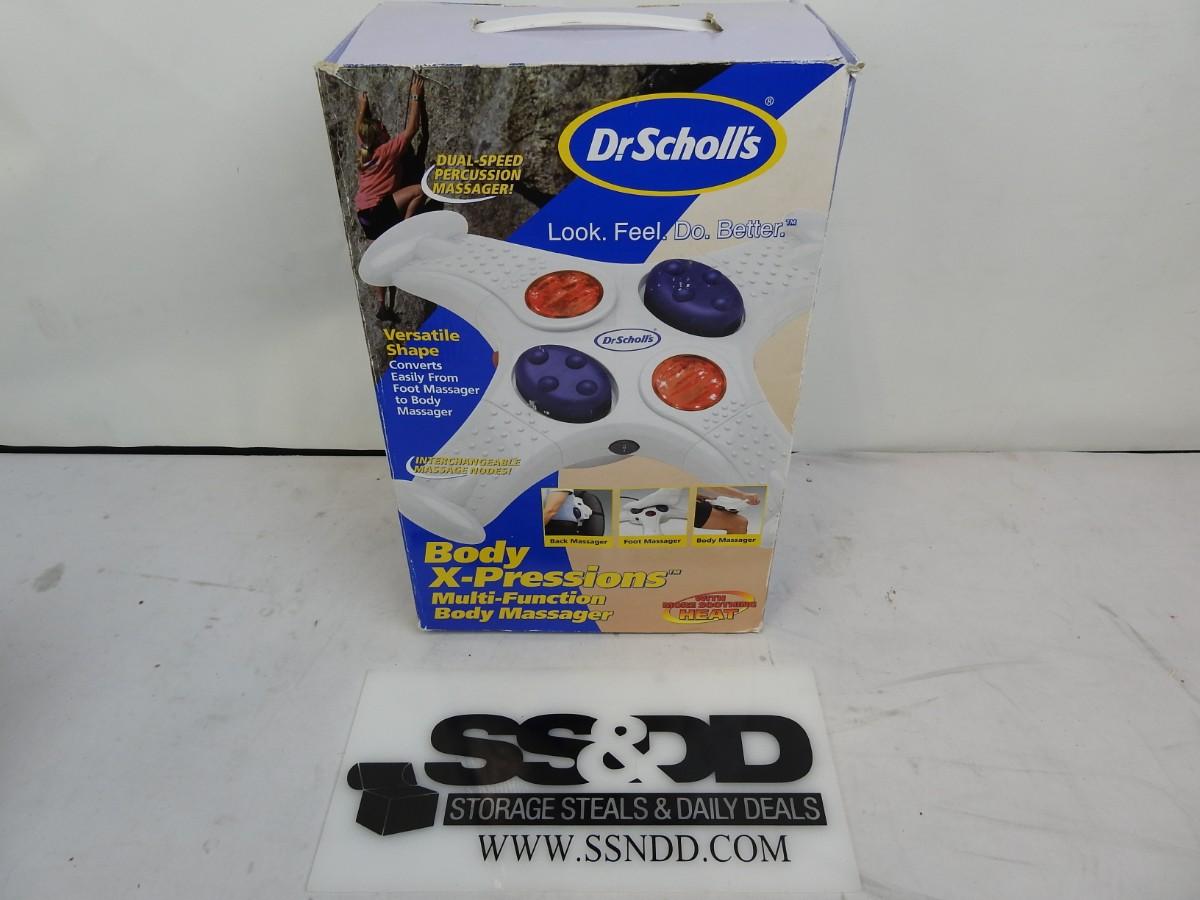 Dr.Scholl's®
DUAL-SPEED
PERCUSSION
MASSAGER!
Look. Feel. Do. Better.™
Dr.Scholl's®
Versatile
Shape
Converts
Easily From
Foot Massager
to Body
Massager
INTERCHANGEABLE
MASSAGE NODES!
Back Massager
Foot Massager
Body Massager
Body
X-Pressions™
Multi-Function
Body Massager
WITH
MORE SOOTHING
HEAT
SS&DD
STORAGE STEALS & DAILY DEALS
WWW.SSNDD.COM